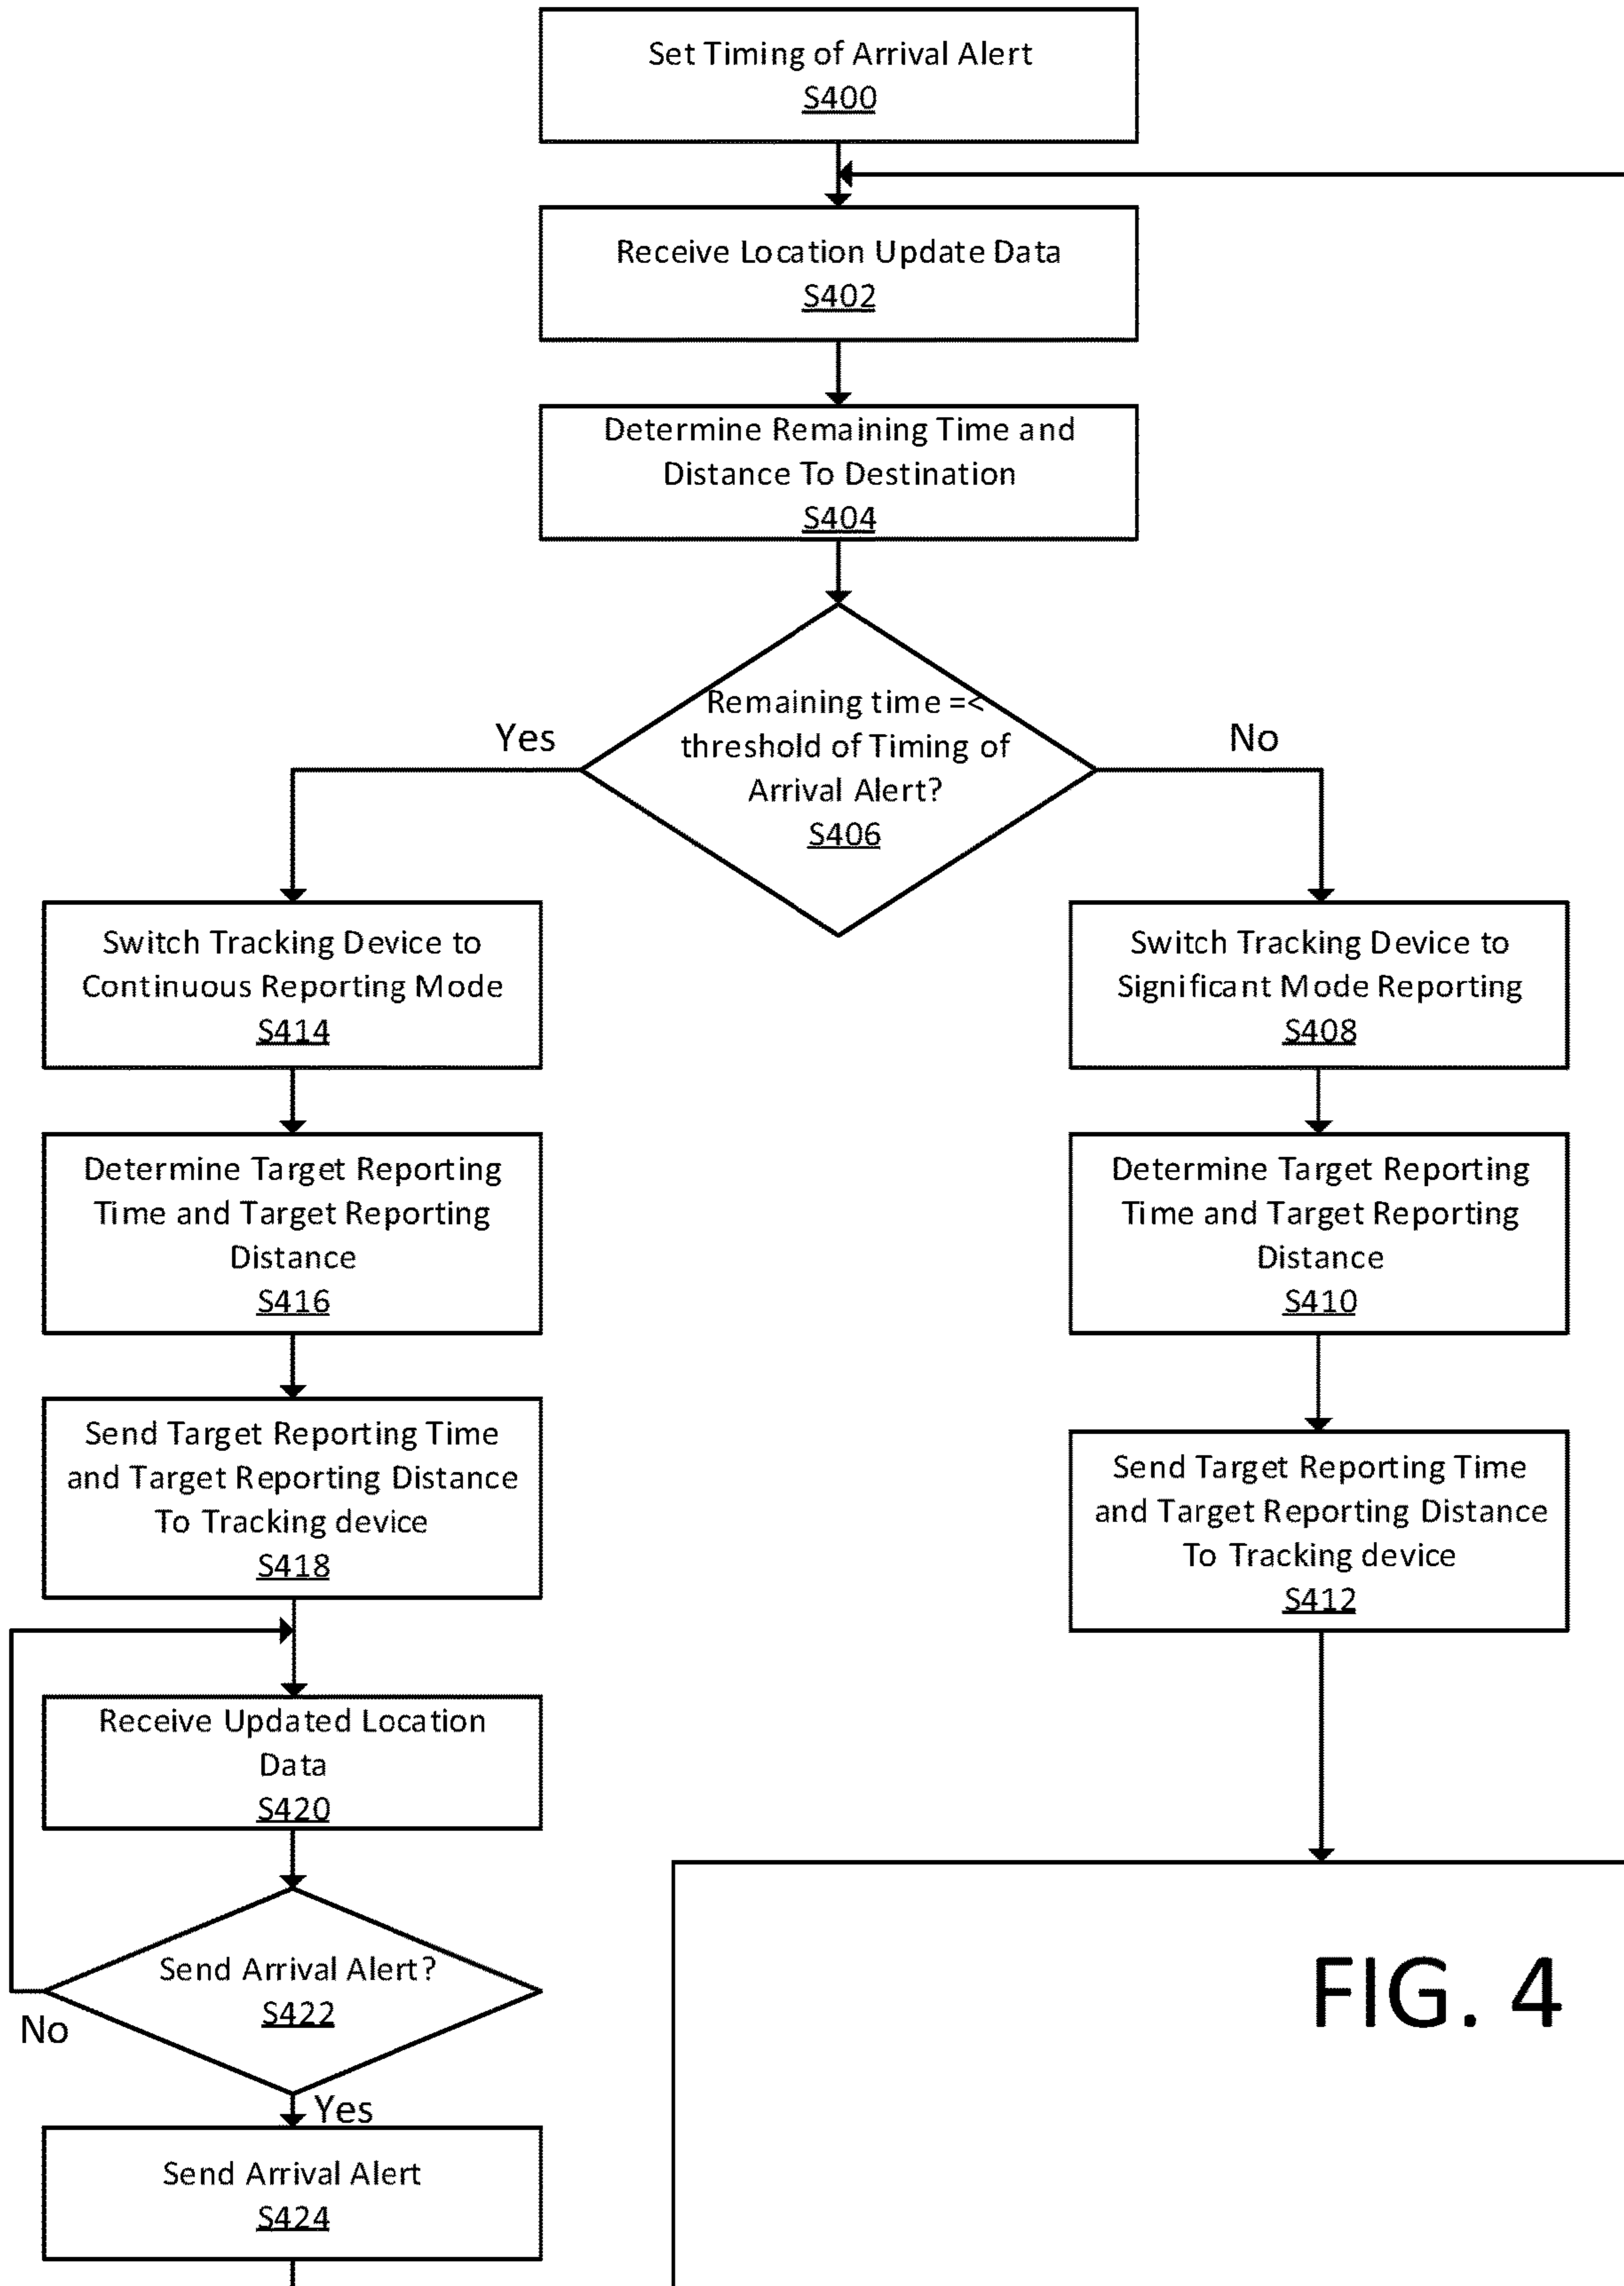 Set Timing of Arrival Alert
S400
Receive Location Update Data
S402
Determine Remaining Time and
Distance To Destination
S404
Remaining time =<
threshold of Timing of
Arrival Alert?
S406
Yes
No
Switch Tracking Device to
Continuous Reporting Mode
S414
Switch Tracking Device to
Significant Mode Reporting
S408
Determine Target Reporting
Time and Target Reporting
Distance
S416
Determine Target Reporting
Time and Target Reporting
Distance
S410
Send Target Reporting Time
and Target Reporting Distance
To Tracking device
S418
Send Target Reporting Time
and Target Reporting Distance
To Tracking device
S412
Receive Updated Location
Data
S420
Send Arrival Alert?
S422
No
Yes
Send Arrival Alert
S424
FIG. 4